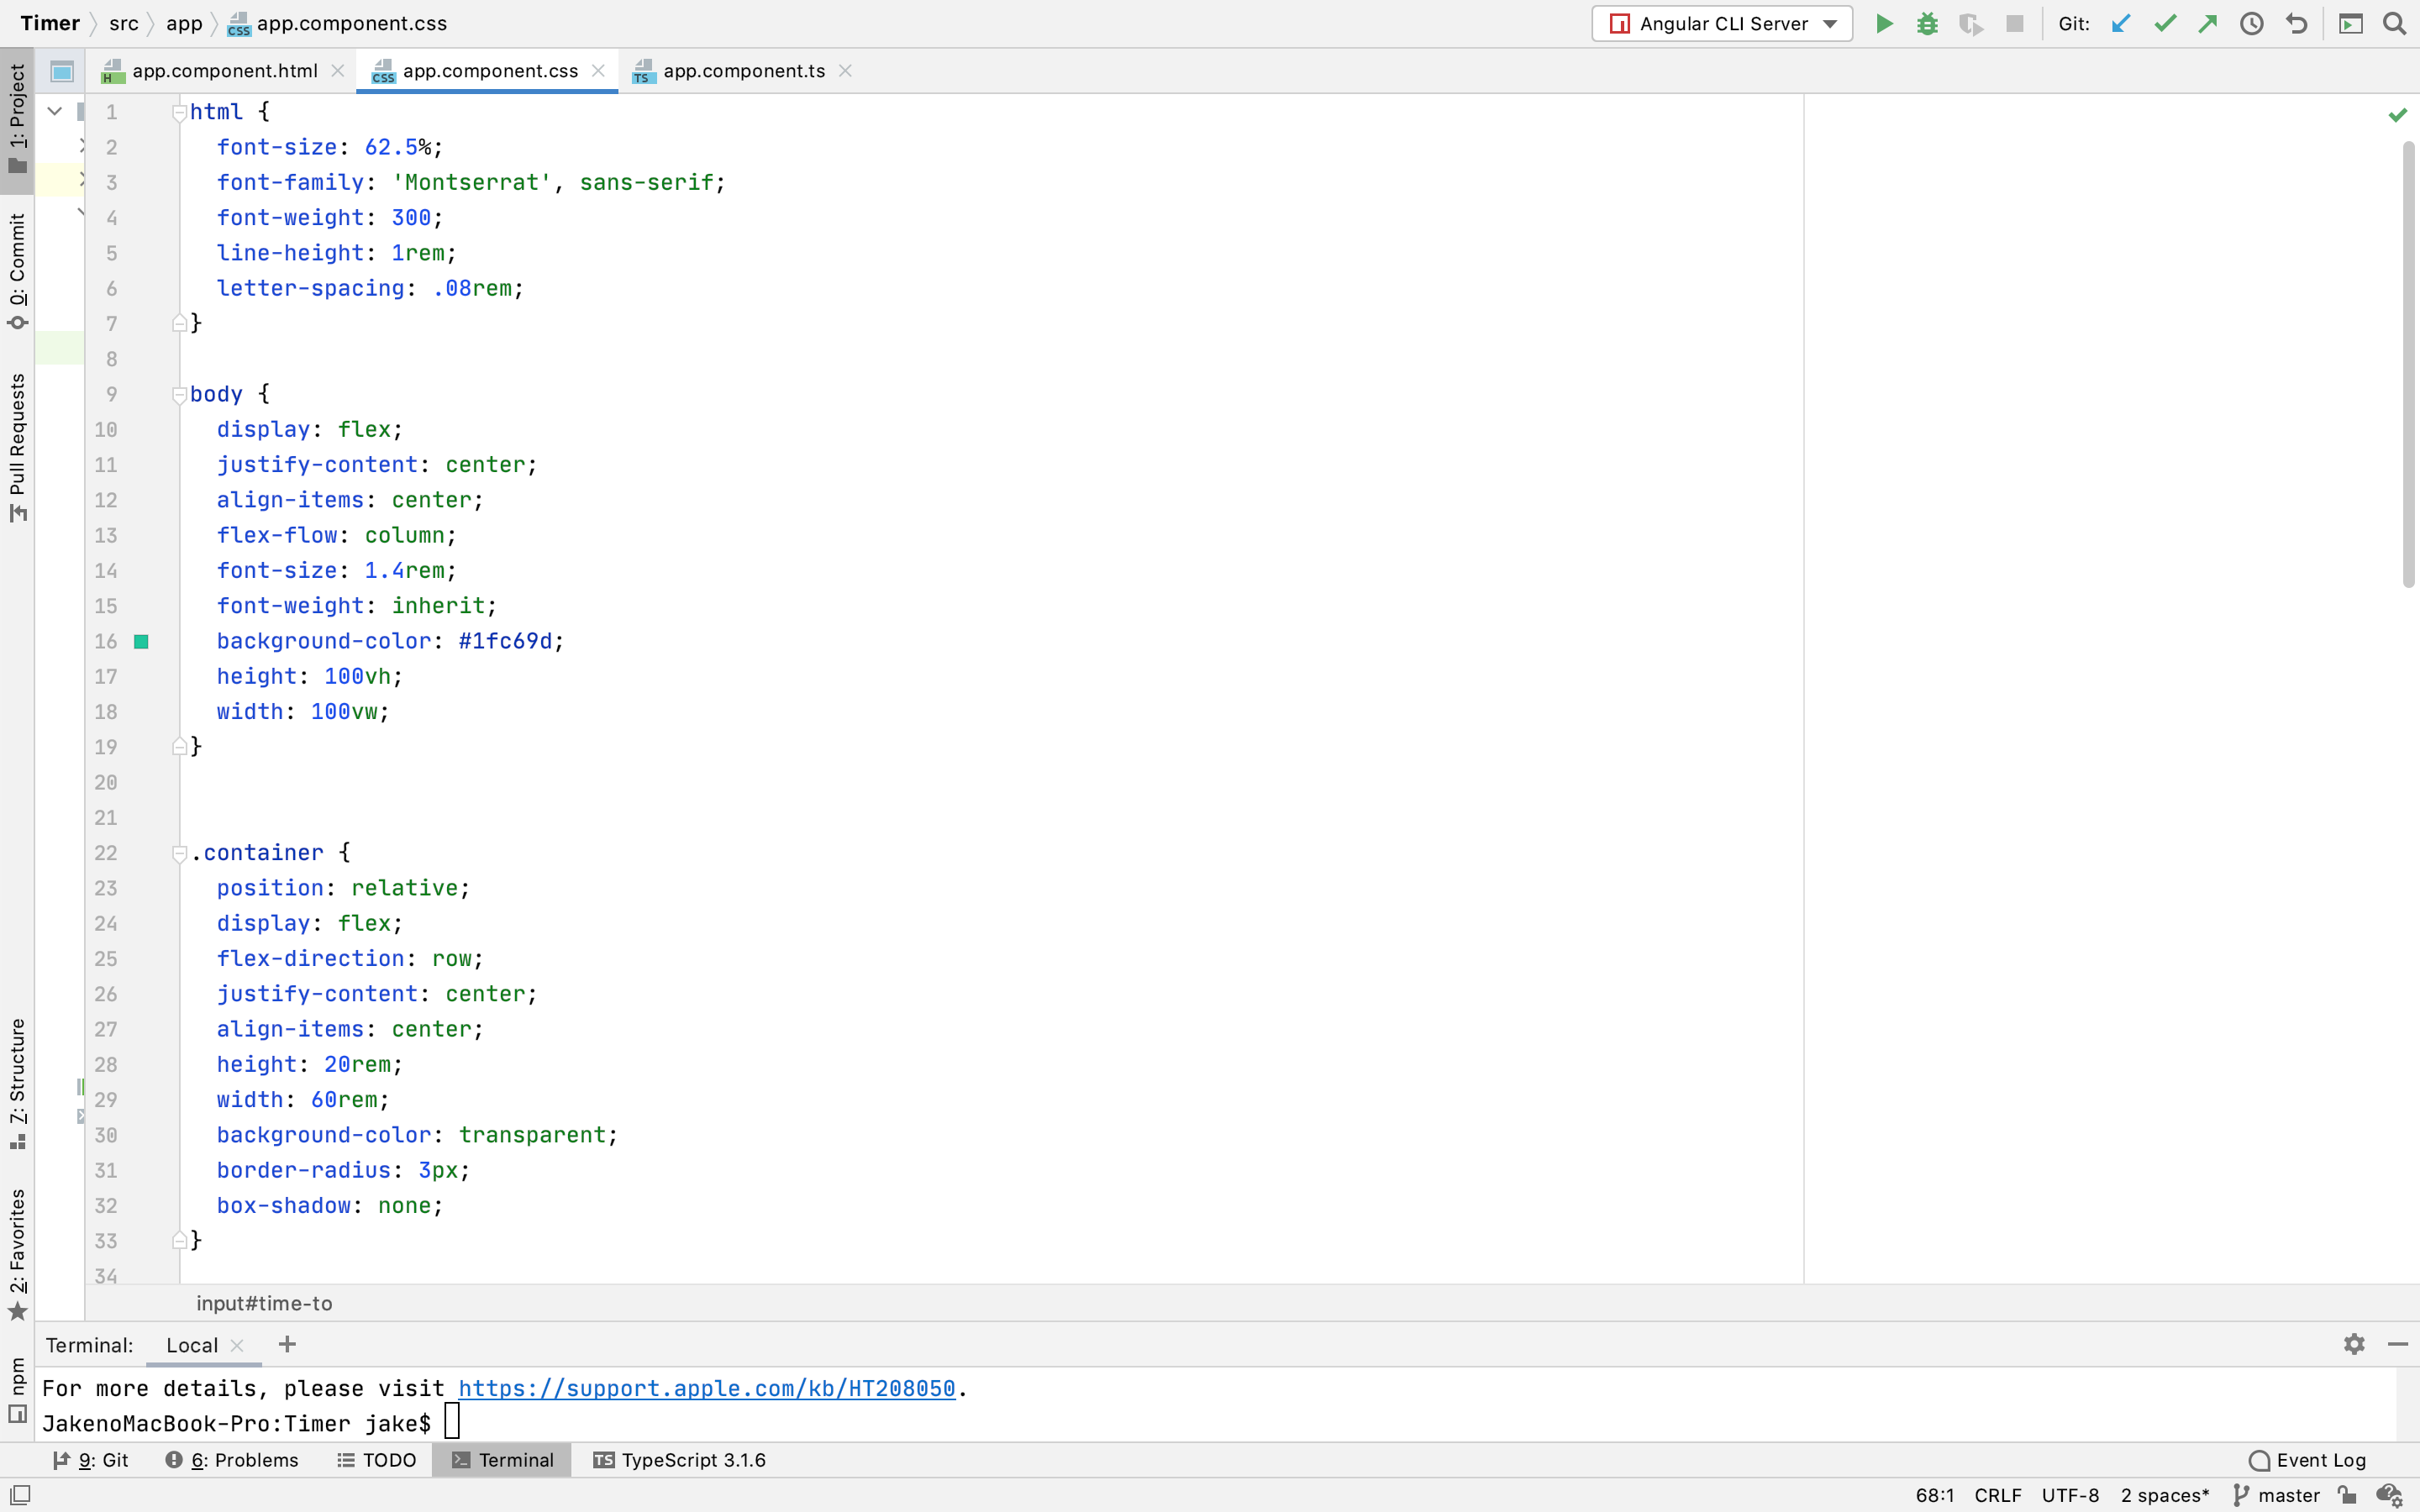 Timer src app app.component.css Angular CLI Server Git:
app.component.html app.component.css app.component.ts
1: Project
0: Commit
Pull Requests
7: Structure
2: Favorites
npm
1 html {
2 font-size: 62.5%;
3 font-family: 'Montserrat', sans-serif;
4 font-weight: 300;
5 line-height: 1rem;
6 letter-spacing: .08rem;
7 }
8
9 body {
10 display: flex;
11 justify-content: center;
12 align-items: center;
13 flex-flow: column;
14 font-size: 1.4rem;
15 font-weight: inherit;
16 background-color: #1fc69d;
17 height: 100vh;
18 width: 100vw;
19 }
20
21
22 .container {
23 position: relative;
24 display: flex;
25 flex-direction: row;
26 justify-content: center;
27 align-items: center;
28 height: 20rem;
29 width: 60rem;
30 background-color: transparent;
31 border-radius: 3px;
32 box-shadow: none;
33 }
34
input#time-to
Terminal: Local
For more details, please visit https://support.apple.com/kb/HT208050.
JakenoMacBook-Pro:Timer jake$
9: Git 6: Problems TODO Terminal TypeScript 3.1.6 Event Log
68:1 CRLF UTF-8 2 spaces* master